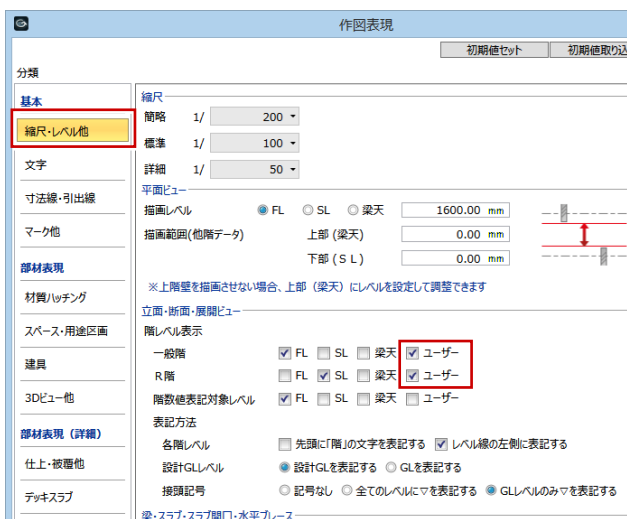 作図表現
初期値セット 初期値取り込
分類
基本
縮尺・レベル他
文字
寸法線・引出線
マーク他
部材表現
材質ハッチング
スペース・用途区画
建具
3Dビュー他
部材表現（詳細）
仕上・被覆他
デッキスラブ
縮尺
簡略 1/ 200
標準 1/ 100
詳細 1/ 50
平面ビュー
描画レベル FL SL 梁天 1600.00 mm
描画範囲(他階データ) 上部 (梁天) 0.00 mm
下部 (ＳＬ) 0.00 mm
※上階壁を描画させない場合、上部（梁天）にレベルを設定して調整できます
立面・断面・展開ビュー
階レベル表示
一般階 FL SL 梁天 ユーザー
Ｒ階 FL SL 梁天 ユーザー
階数値表記対象レベル FL SL 梁天 ユーザー
表記方法
各階レベル 先頭に「階」の文字を表記する レベル線の左側に表記する
設計GLレベル 設計GLを表記する GLを表記する
接頭記号 記号なし 全てのレベルに▽を表記する GLレベルのみ▽を表記する
梁・スラブ・スラブ開口・水平ブレース